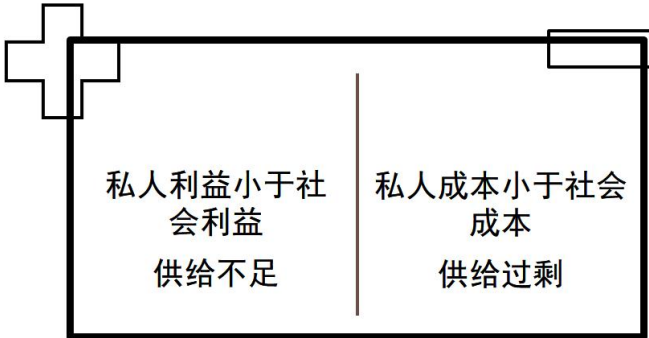 私人利益小于社
会利益
供给不足
私人成本小于社会
成本
供给过剩